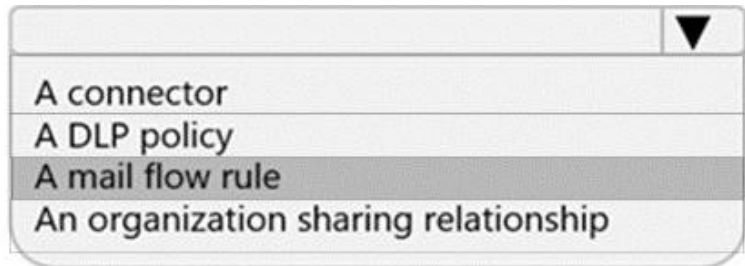 A connector
A DLP policy
A mail flow rule
An organization sharing relationship